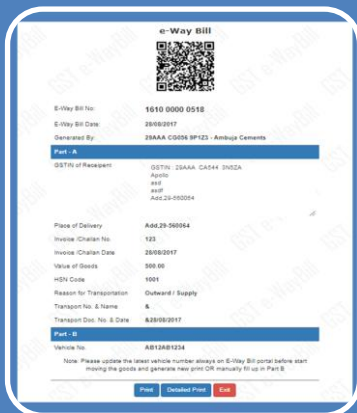 e-Way Bill
E-Way Bill No: 1610 0000 0518
E-Way Bill Date: 28/08/2017
Generated By: 29AAA CG056 9P1Z3 - Ambuja Cements
Part - A
GSTIN of Receipent GSTIN : 29AAA CA544 3N5ZA
Apollo
asd
asdf
Add,29-560064
Place of Delivery Add,29-560064
Invoice /Challan No 123
Invoice /Challan Date 28/08/2017
Value of Goods 500.00
HSN Code 1001
Reason for Transportation Outward / Supply
Transport No. & Name &
Transport Doc. No. & Date &28/08/2017
Part - B
Vehicle No. AB12AB1234
Note: Please update the latest vehicle number always on E-Way Bill portal before start
moving the goods and generate new print OR manually fill up in Part B
Print Detailed Print Exit